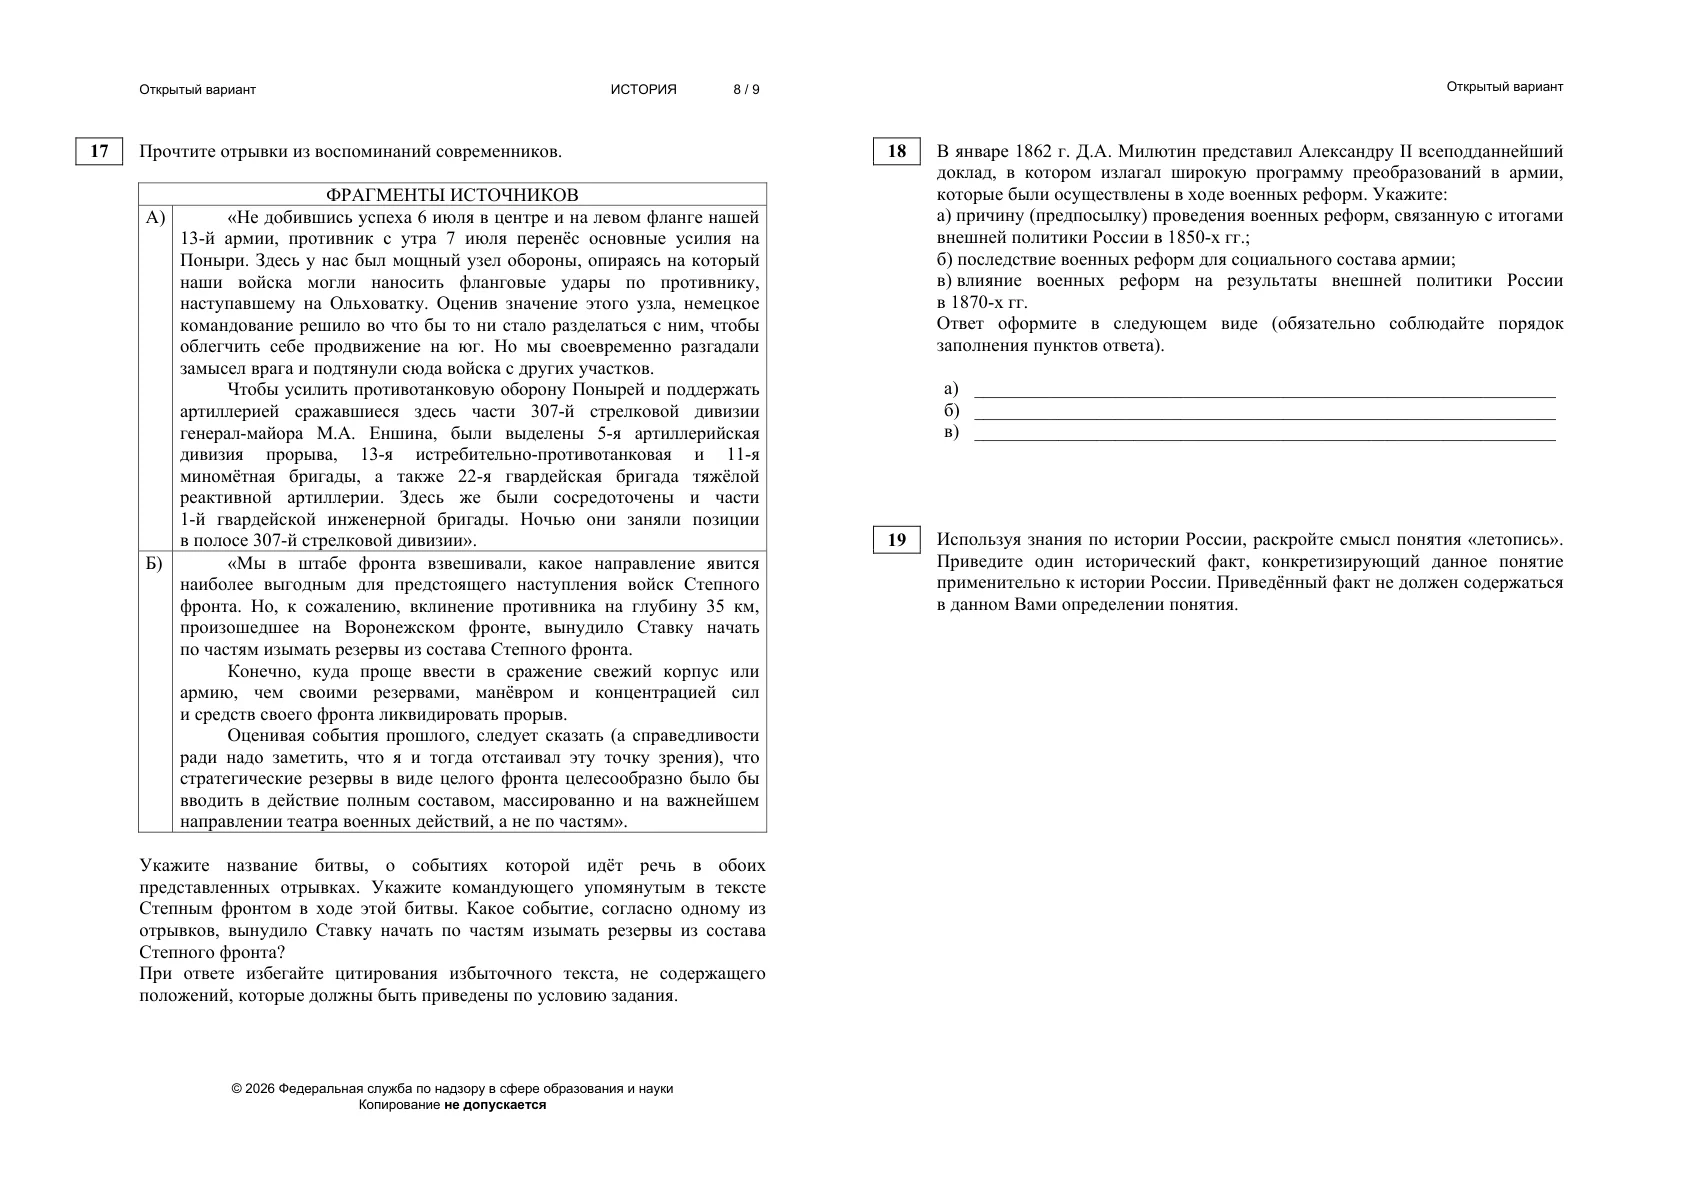 Открытый вариант ИСТОРИЯ 8 / 9
17 Прочтите отрывки из воспоминаний современников.
ФРАГМЕНТЫ ИСТОЧНИКОВ
А) «Не добившись успеха 6 июля в центре и на левом фланге нашей
13-й армии, противник с утра 7 июля перенёс основные усилия на
Поныри. Здесь у нас был мощный узел обороны, опираясь на который
наши войска могли наносить фланговые удары по противнику,
наступавшему на Ольховатку. Оценив значение этого узла, немецкое
командование решило во что бы то ни стало разделаться с ним, чтобы
облегчить себе продвижение на юг. Но мы своевременно разгадали
замысел врага и подтянули сюда войска с других участков.
Чтобы усилить противотанковую оборону Понырей и поддержать
артиллерией сражавшиеся здесь части 307-й стрелковой дивизии
генерал-майора М.А. Еншина, были выделены 5-я артиллерийская
дивизия прорыва, 13-я истребительно-противотанковая и 11-я
миномётная бригады, а также 22-я гвардейская бригада тяжёлой
реактивной артиллерии. Здесь же были сосредоточены и части
1-й гвардейской инженерной бригады. Ночью они заняли позиции
в полосе 307-й стрелковой дивизии».
Б) «Мы в штабе фронта взвешивали, какое направление явится
наиболее выгодным для предстоящего наступления войск Степного
фронта. Но, к сожалению, вклинение противника на глубину 35 км,
произошедшее на Воронежском фронте, вынудило Ставку начать
по частям изымать резервы из состава Степного фронта.
Конечно, куда проще ввести в сражение свежий корпус или
армию, чем своими резервами, манёвром и концентрацией сил
и средств своего фронта ликвидировать прорыв.
Оценивая события прошлого, следует сказать (а справедливости
ради надо заметить, что я и тогда отстаивал эту точку зрения), что
стратегические резервы в виде целого фронта целесообразно было бы
вводить в действие полным составом, массированно и на важнейшем
направлении театра военных действий, а не по частям».
Укажите название битвы, о событиях которой идёт речь в обоих
представленных отрывках. Укажите командующего упомянутым в тексте
Степным фронтом в ходе этой битвы. Какое событие, согласно одному из
отрывков, вынудило Ставку начать по частям изымать резервы из состава
Степного фронта?
При ответе избегайте цитирования избыточного текста, не содержащего
положений, которые должны быть приведены по условию задания.
© 2026 Федеральная служба по надзору в сфере образования и науки
Копирование не допускается
Открытый вариант
18 В январе 1862 г. Д.А. Милютин представил Александру II всеподданнейший
доклад, в котором излагал широкую программу преобразований в армии,
которые были осуществлены в ходе военных реформ. Укажите:
а) причину (предпосылку) проведения военных реформ, связанную с итогами
внешней политики России в 1850-х гг.;
б) последствие военных реформ для социального состава армии;
в) влияние военных реформ на результаты внешней политики России
в 1870-х гг.
Ответ оформите в следующем виде (обязательно соблюдайте порядок
заполнения пунктов ответа).
а)
б)
в)
19 Используя знания по истории России, раскройте смысл понятия «летопись».
Приведите один исторический факт, конкретизирующий данное понятие
применительно к истории России. Приведённый факт не должен содержаться
в данном Вами определении понятия.